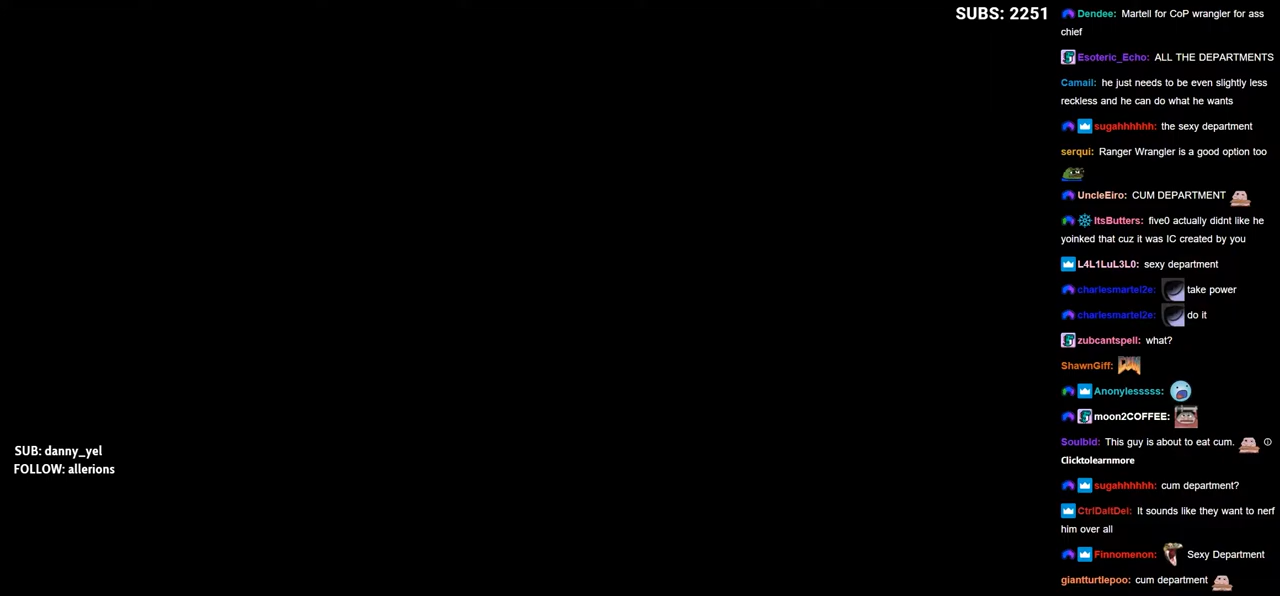 SUBS: 2251
Dendee: Martell for CoP wrangler for ass
chief
Esoteric_Echo: ALL THE DEPARTMENTS
Camail: he just needs to be even slightly less
reckless and he can do what he wants
sugahhhhhh: the sexy department
serqui: Ranger Wrangler is a good option too
UncleEiro: CUM DEPARTMENT
ItsButters: five0 actually didnt like he
yoinked that cuz it was IC created by you
L4L1LuL3L0: sexy department
charlesmartel2e: take power
charlesmartel2e: do it
zubcantspell: what?
ShawnGiff: DOOM
Anonylesssss:
moon2COFFEE:
Soulbld: This guy is about to eat cum.
Clicktolearnmore
sugahhhhhh: cum department?
CtrlDaltDel: It sounds like they want to nerf
him over all
Finnomenon: Sexy Department
giantturtlepoo: cum department
SUB: danny_yel
FOLLOW: allerions